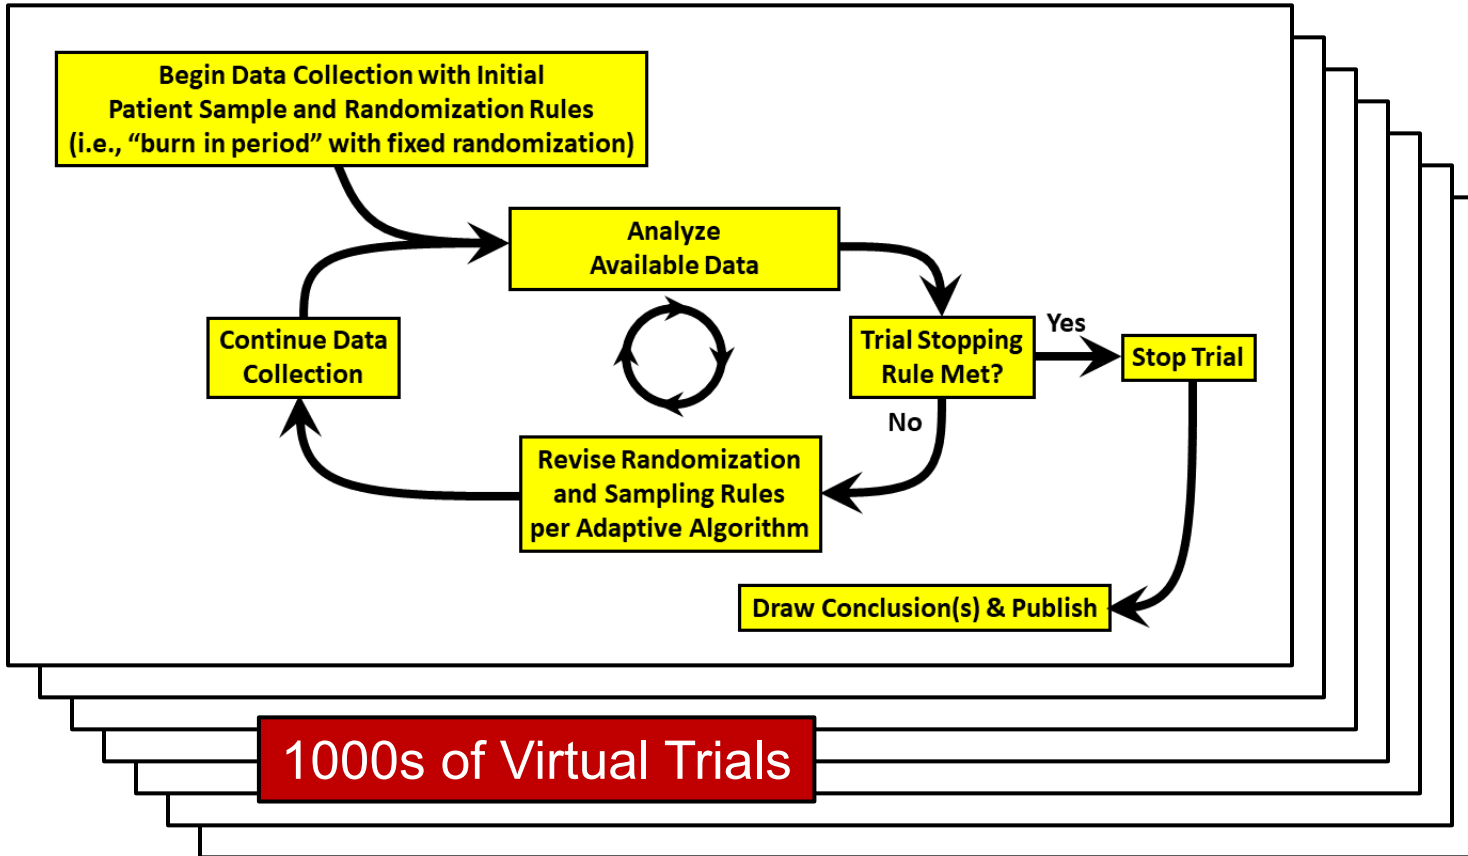 Begin Data Collection with Initial
Patient Sample and Randomization Rules
(i.e., “burn in period” with fixed randomization)
Analyze
Available Data
Continue Data
Collection
Trial Stopping
Rule Met?
Yes
Stop Trial
No
Revise Randomization
and Sampling Rules
per Adaptive Algorithm
Draw Conclusion(s) & Publish
1000s of Virtual Trials